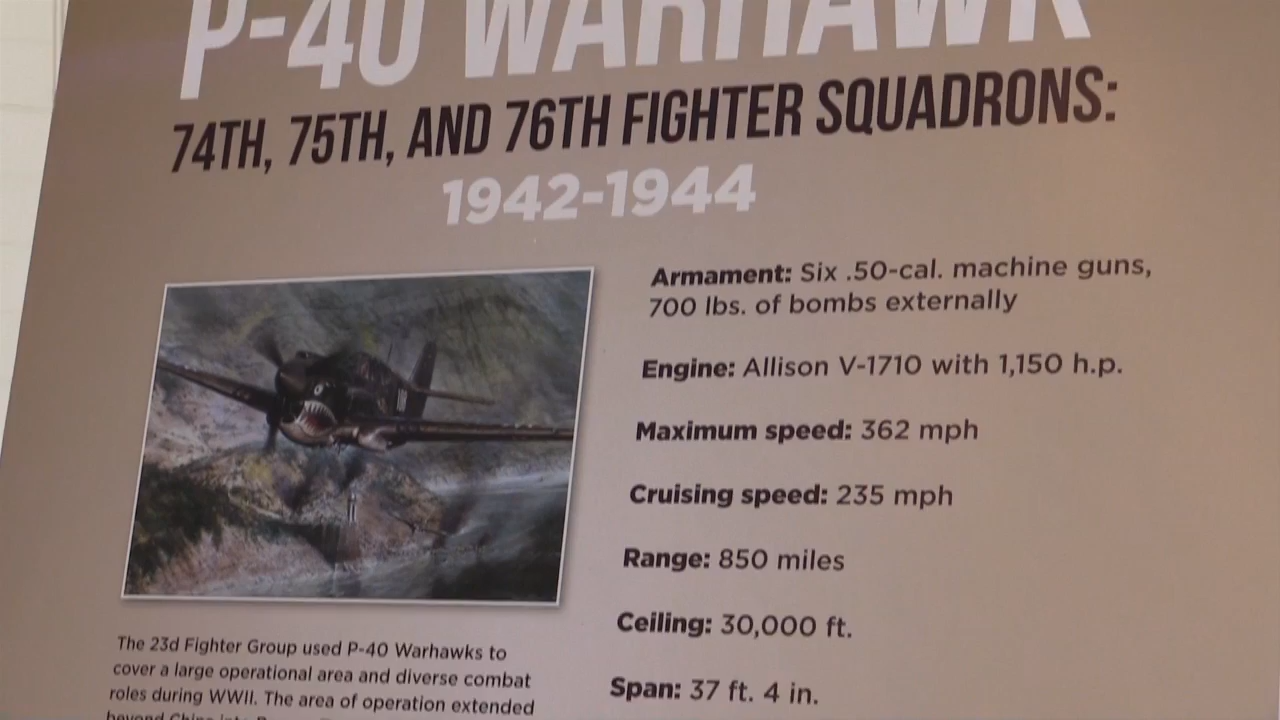 P-40 WARHAWK
74TH, 75TH, AND 76TH FIGHTER SQUADRONS:
1942-1944
Armament: Six .50-cal. machine guns,
700 lbs. of bombs externally
Engine: Allison V-1710 with 1,150 h.p.
Maximum speed: 362 mph
Cruising speed: 235 mph
Range: 850 miles
Ceiling: 30,000 ft.
Span: 37 ft. 4 in.
The 23d Fighter Group used P-40 Warhawks to
cover a large operational area and diverse combat
roles during WWII. The area of operation extended
beyond China into